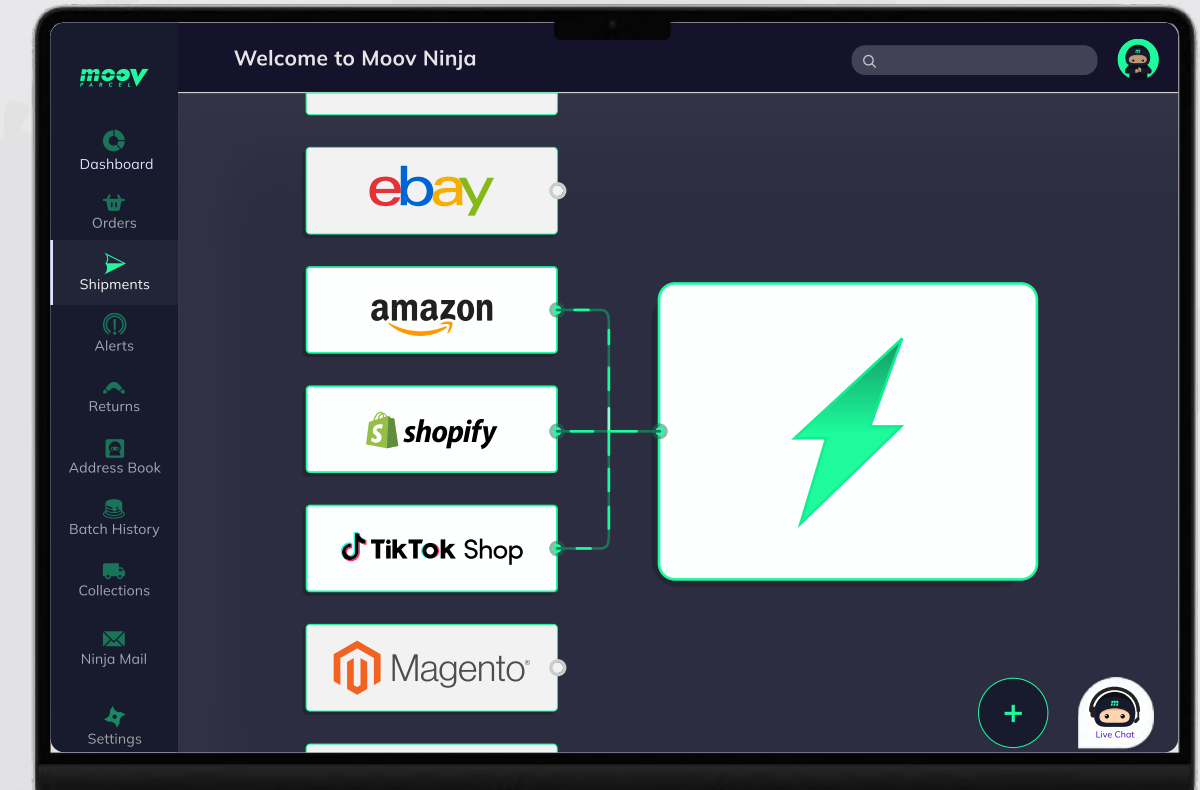 moov
PARCEL
Welcome to Moov Ninja
Dashboard
Orders
Shipments
Alerts
Returns
Address Book
Batch History
Collections
Ninja Mail
Settings
ebay
amazon
shopify
TikTok Shop
Magento®
+
m
Live Chat